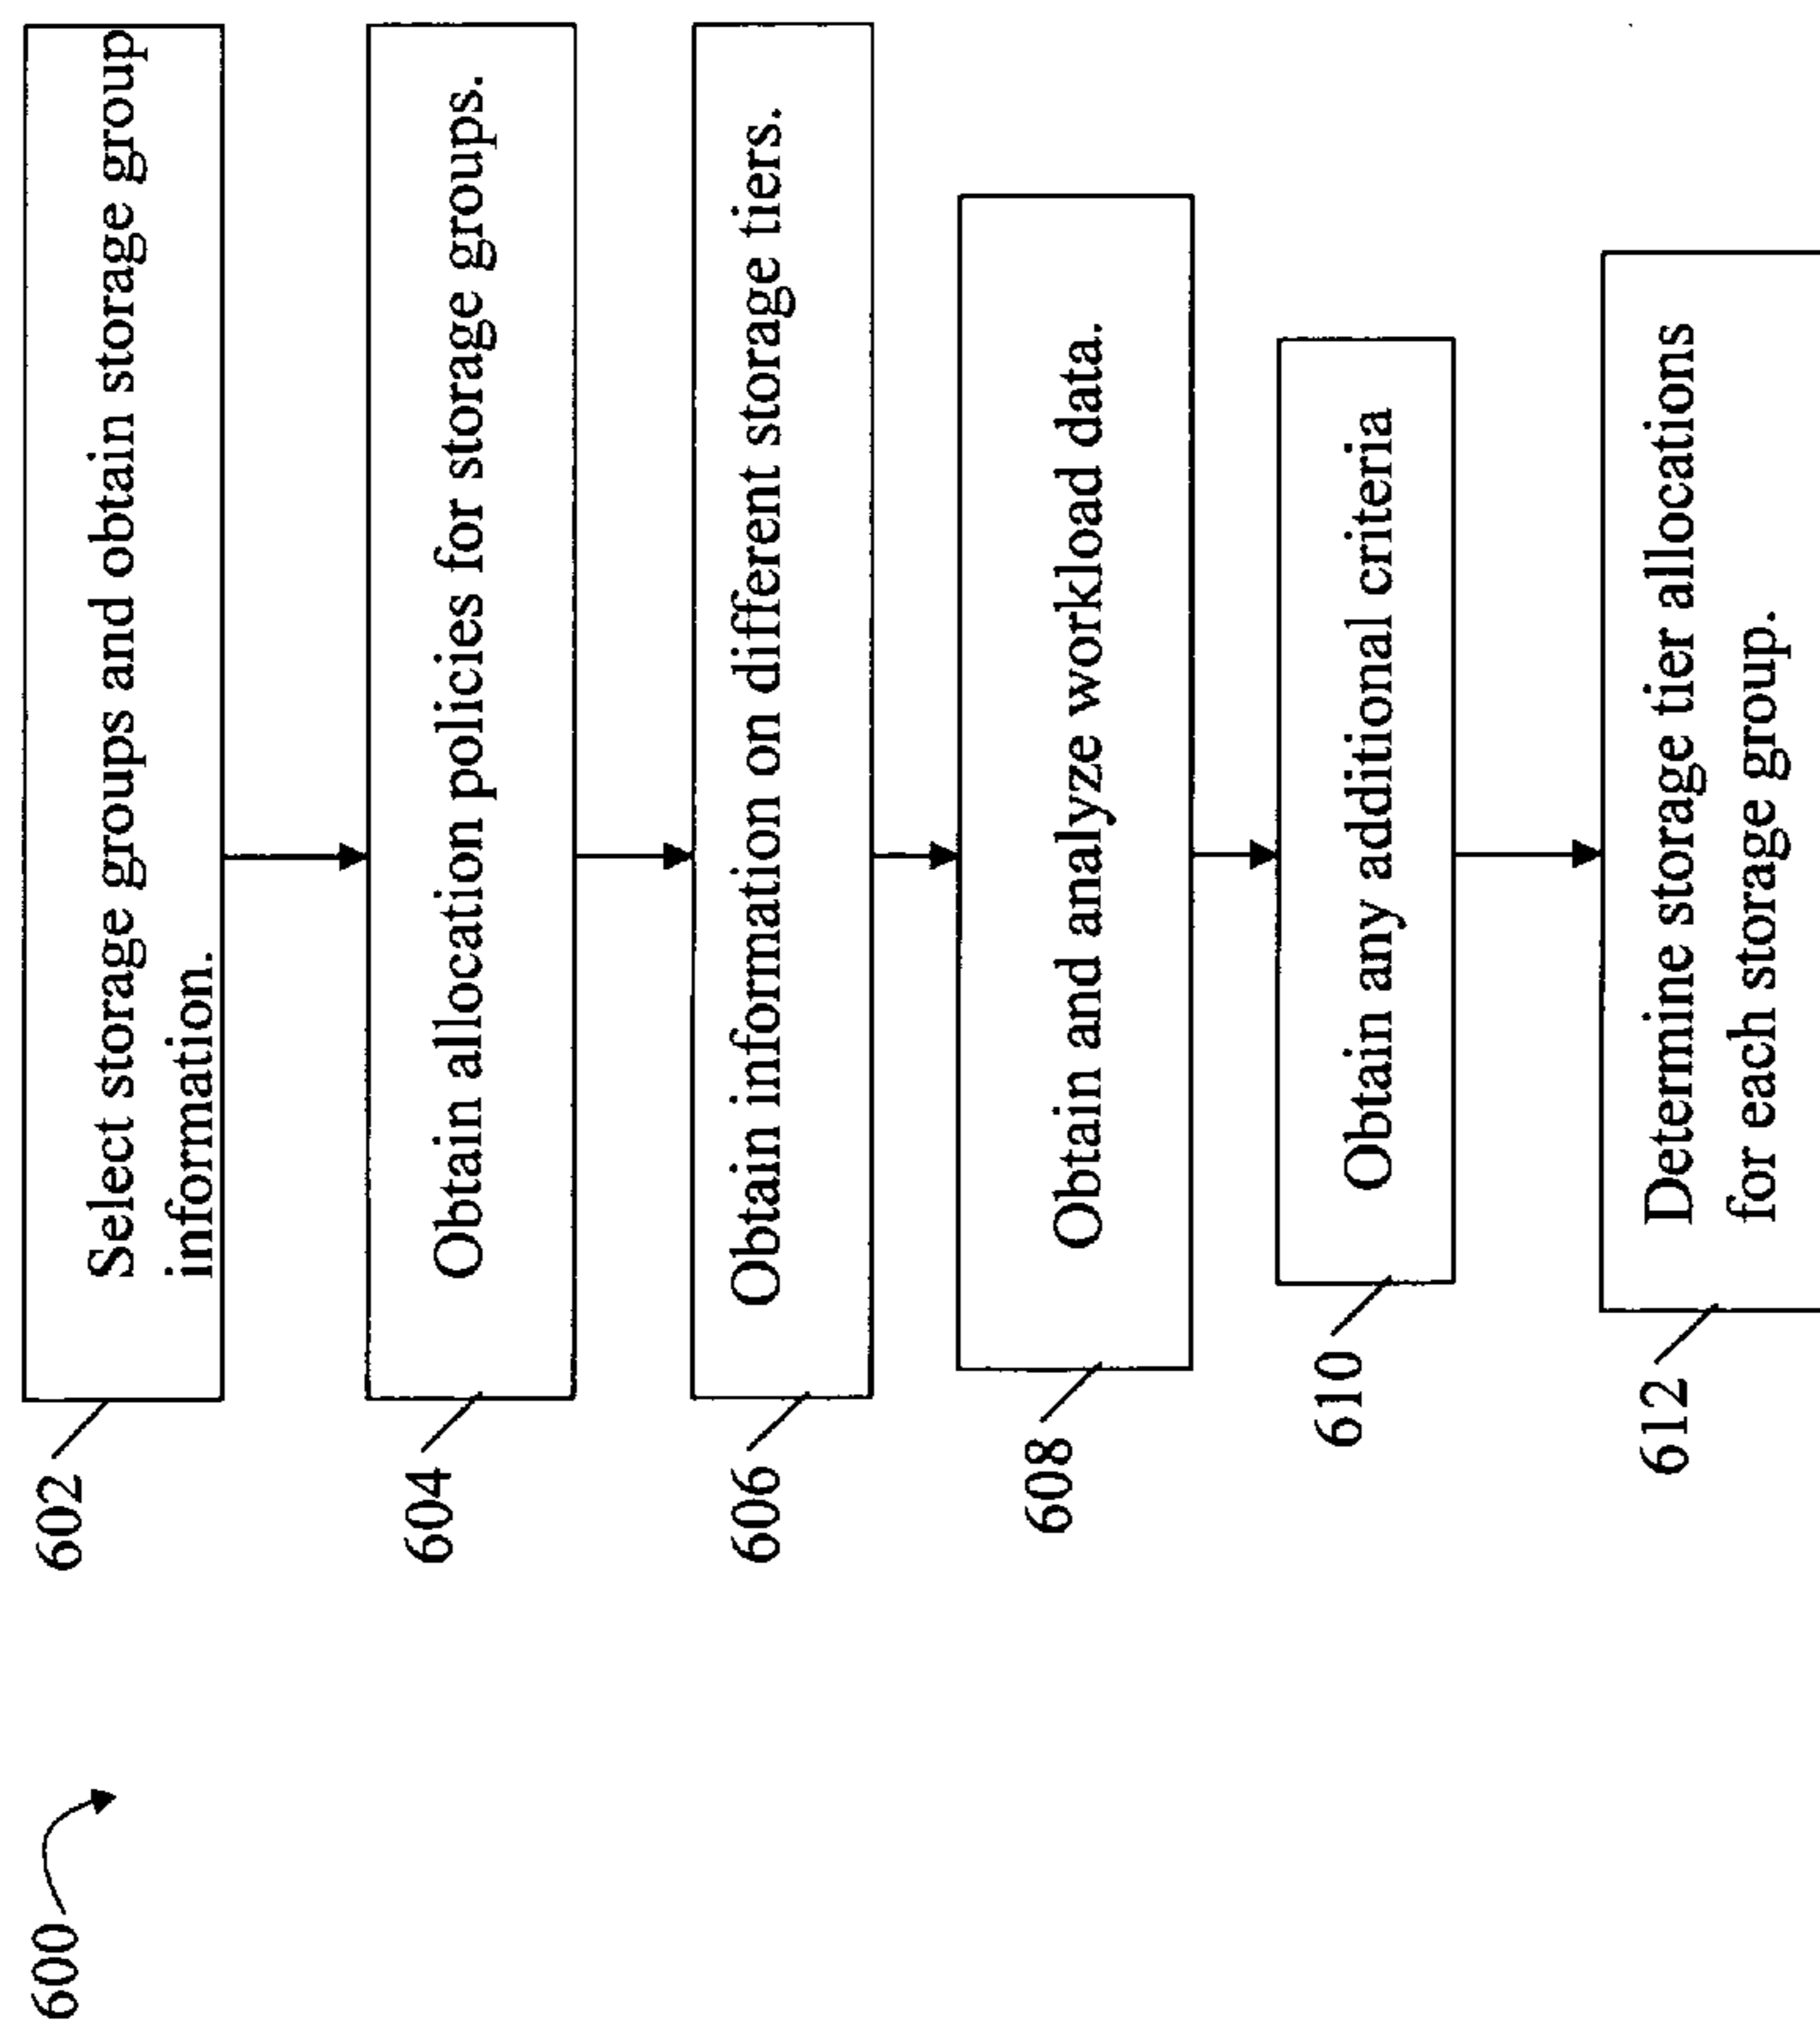 600
602
Select storage groups and obtain storage group
information.
604
Obtain allocation policies for storage groups.
606
Obtain information on different storage tiers.
608
Obtain and analyze workload data.
610
Obtain any additional criteria
612
Determine storage tier allocations
for each storage group.